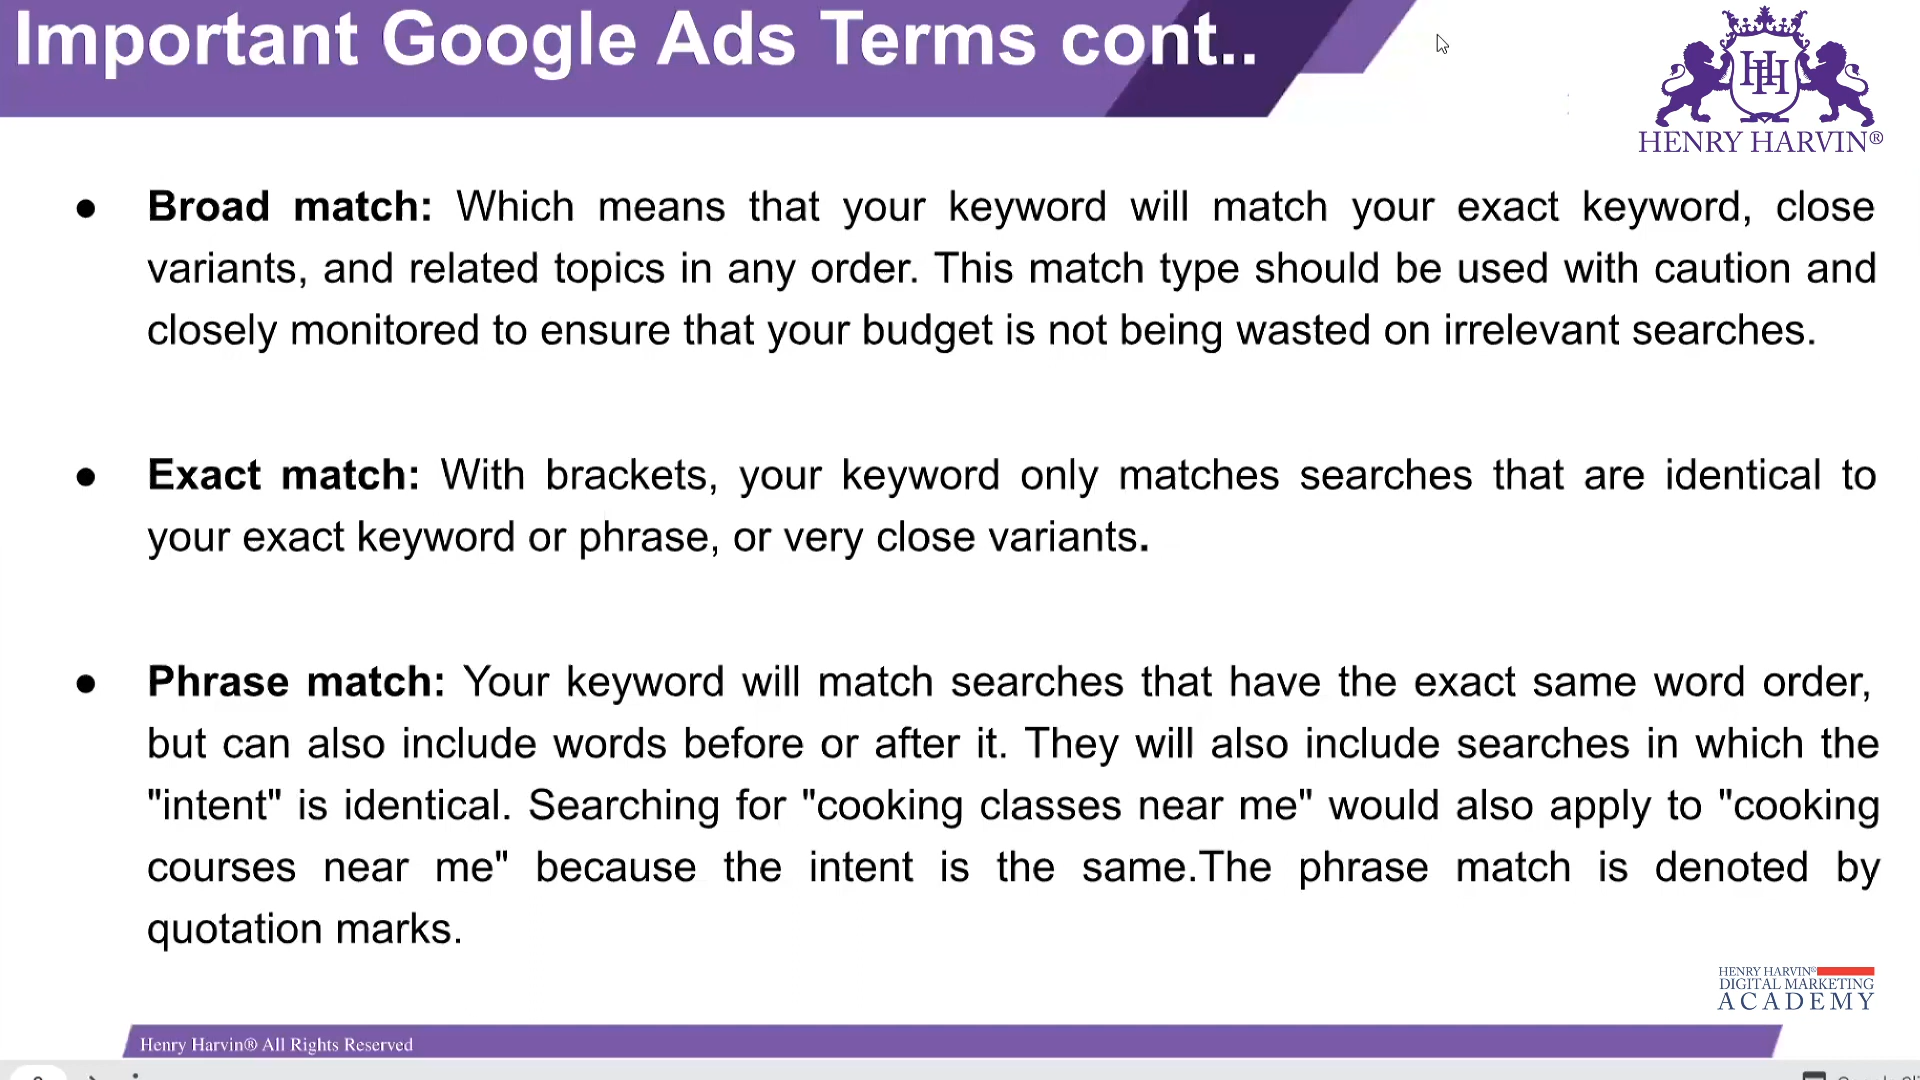 Important Google Ads Terms cont..
HENRY HARVIN®
● Broad match: Which means that your keyword will match your exact keyword, close
variants, and related topics in any order. This match type should be used with caution and
closely monitored to ensure that your budget is not being wasted on irrelevant searches.
● Exact match: With brackets, your keyword only matches searches that are identical to
your exact keyword or phrase, or very close variants.
● Phrase match: Your keyword will match searches that have the exact same word order,
but can also include words before or after it. They will also include searches in which the
"intent" is identical. Searching for "cooking classes near me" would also apply to "cooking
courses near me" because the intent is the same.The phrase match is denoted by
quotation marks.
HENRY HARVIN®
DIGITAL MARKETING
ACADEMY
Henry Harvin® All Rights Reserved